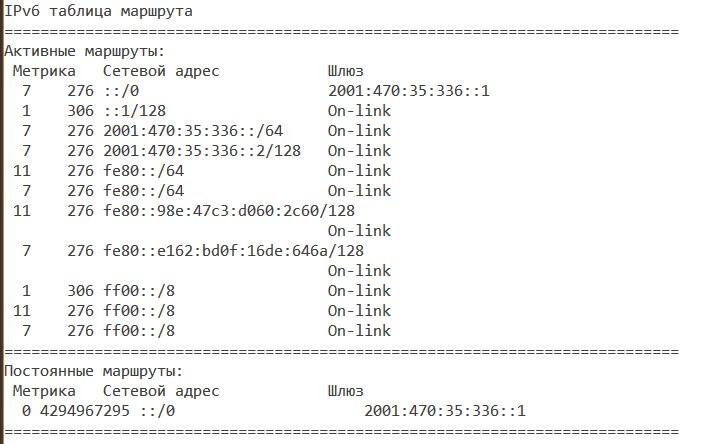 IPv6 таблица маршрута
===========================================================================
Активные маршруты:
 Метрика   Сетевой адрес            Шлюз
  7    276 ::/0                     2001:470:35:336::1
  1    306 ::1/128                  On-link
  7    276 2001:470:35:336::/64     On-link
  7    276 2001:470:35:336::2/128   On-link
 11    276 fe80::/64                On-link
  7    276 fe80::/64                On-link
 11    276 fe80::98e:47c3:d060:2c60/128
                                    On-link
  7    276 fe80::e162:bd0f:16de:646a/128
                                    On-link
  1    306 ff00::/8                 On-link
 11    276 ff00::/8                 On-link
  7    276 ff00::/8                 On-link
===========================================================================
Постоянные маршруты:
 Метрика   Сетевой адрес            Шлюз
  0 4294967295 ::/0                     2001:470:35:336::1
===========================================================================